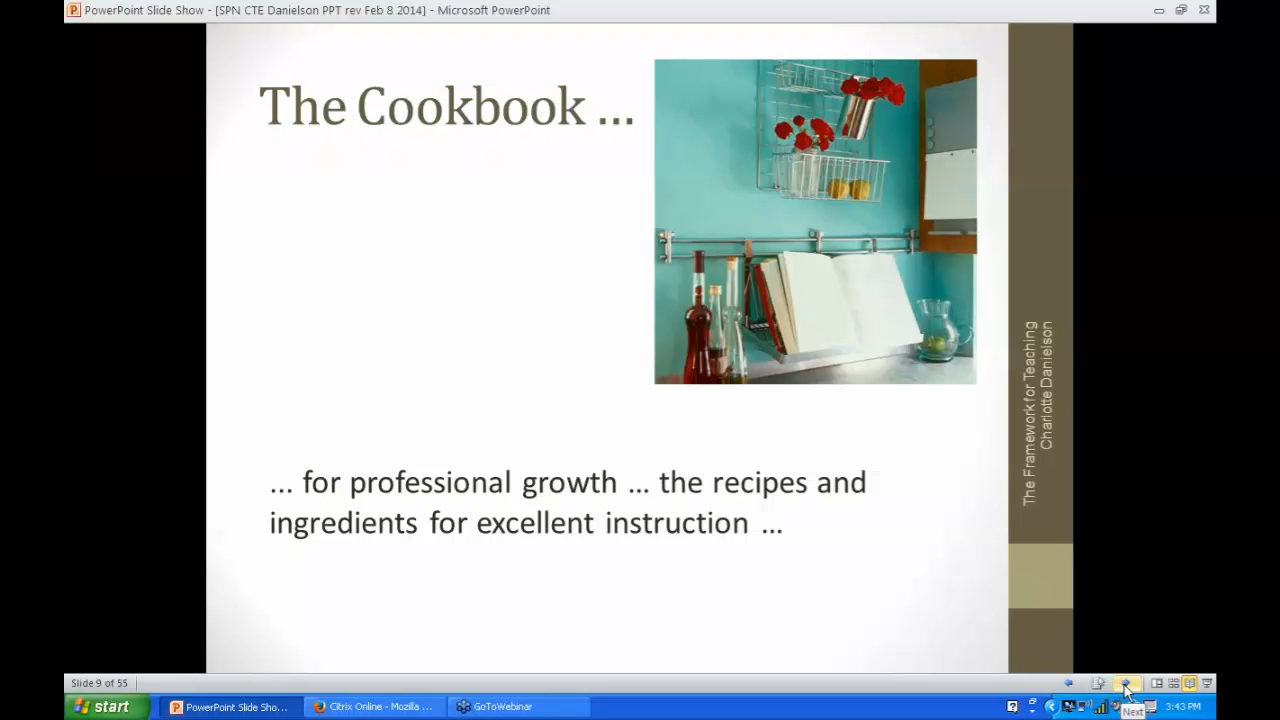 PowerPoint Slide Show - [SPN CTE Danielson PPT rev Feb 8 2014] - Microsoft PowerPoint
The Cookbook ...
The Framework for Teaching
Charlotte Danielson
... for professional growth ... the recipes and
ingredients for excellent instruction ...
Slide 9 of 55
start
PowerPoint Slide Sho...
Citrix Online - Mozilla ...
GoToWebinar
3:43 PM
Next